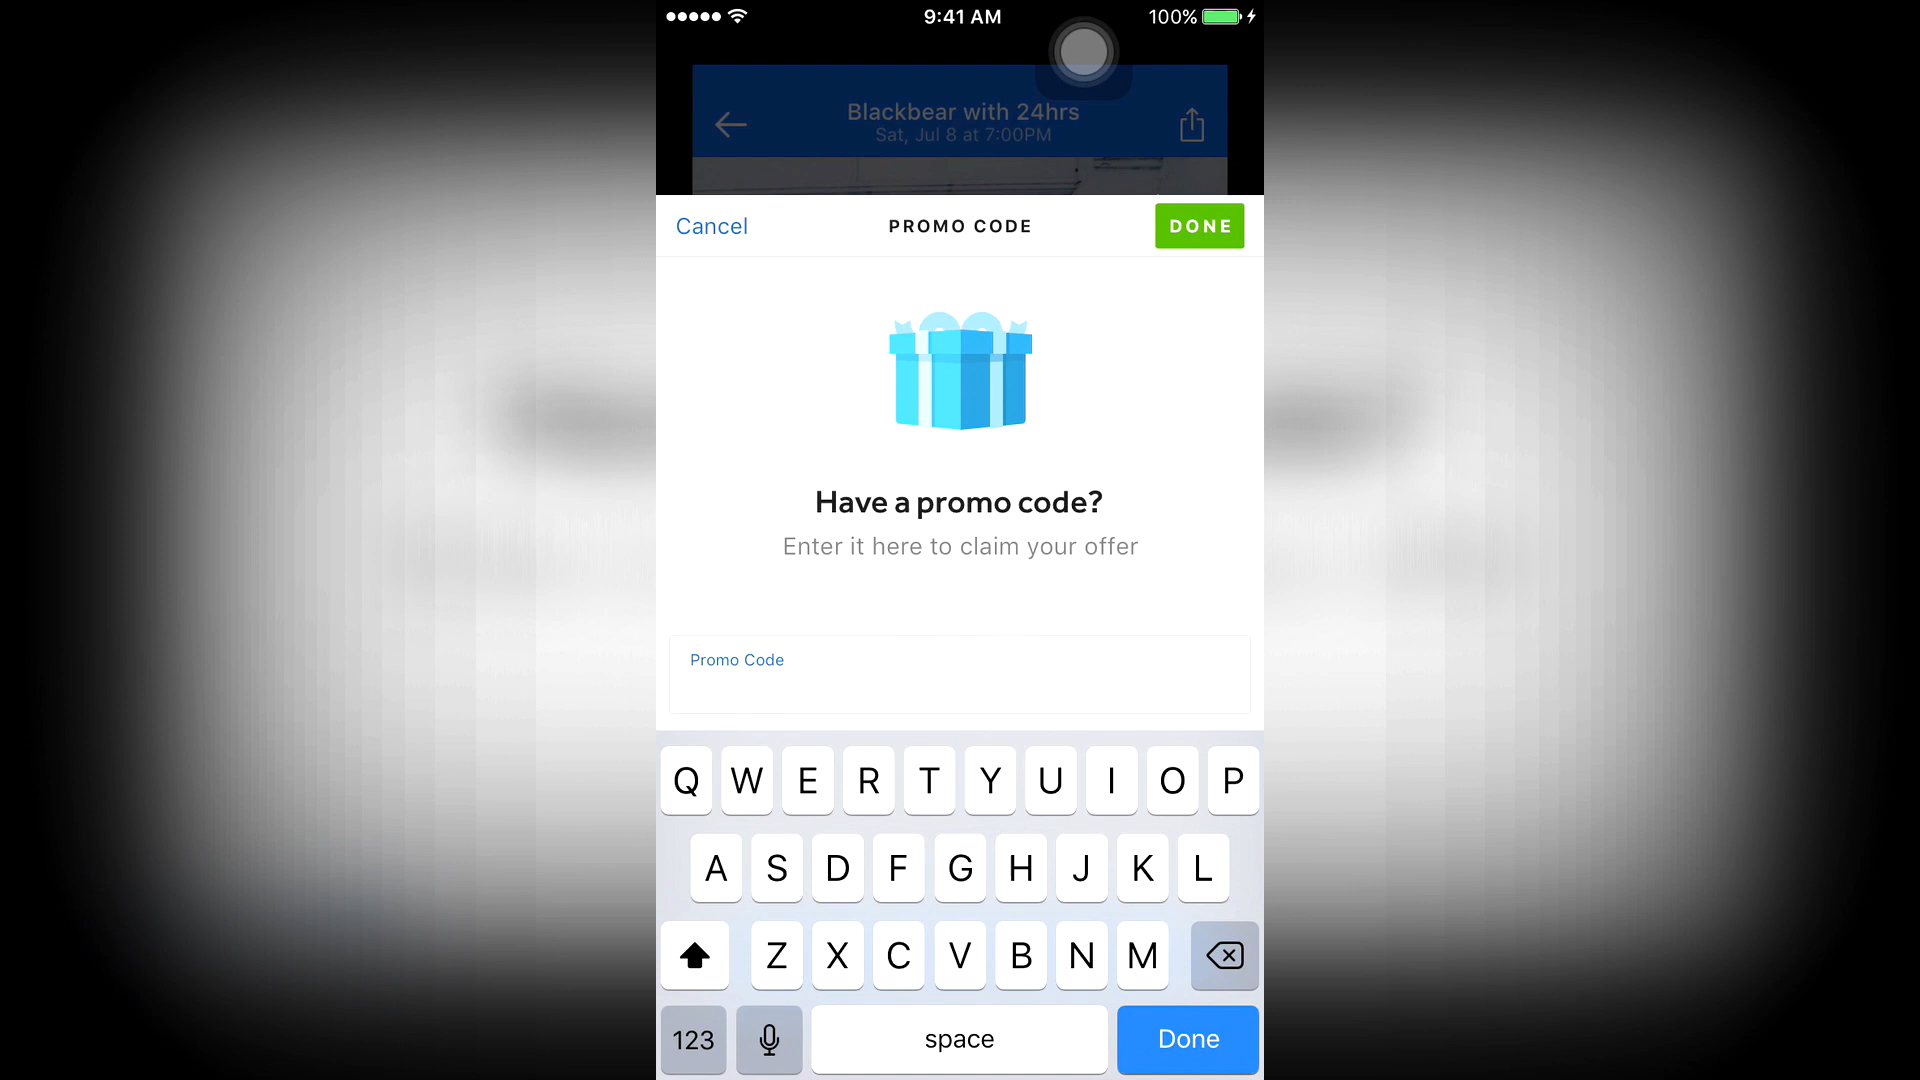 9:41 AM
100%
Blackbear with 24hrs
Sat, Jul 8 at 7:00PM
Cancel
PROMO CODE
DONE
Have a promo code?
Enter it here to claim your offer
Promo Code
Q W E R T Y U I O P
A S D F G H J K L
Z X C V B N M
123
space
Done